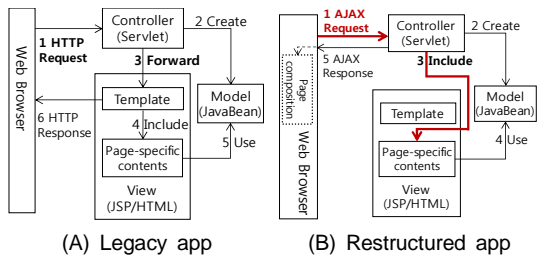 Web Browser
1 HTTP
Request
Controller
(Servlet)
2 Create
3 Forward
Template
6 HTTP
Response
4 Include
Model
(JavaBean)
Page-specific
contents
5 Use
View
(JSP/HTML)
(A) Legacy app
1 AJAX
Request
Controller
(Servlet)
2 Create
5 AJAX
Response
3 Include
Page
composition
Web Browser
Template
Model
(JavaBean)
Page-specific
contents
4 Use
View
(JSP/HTML)
(B) Restructured app